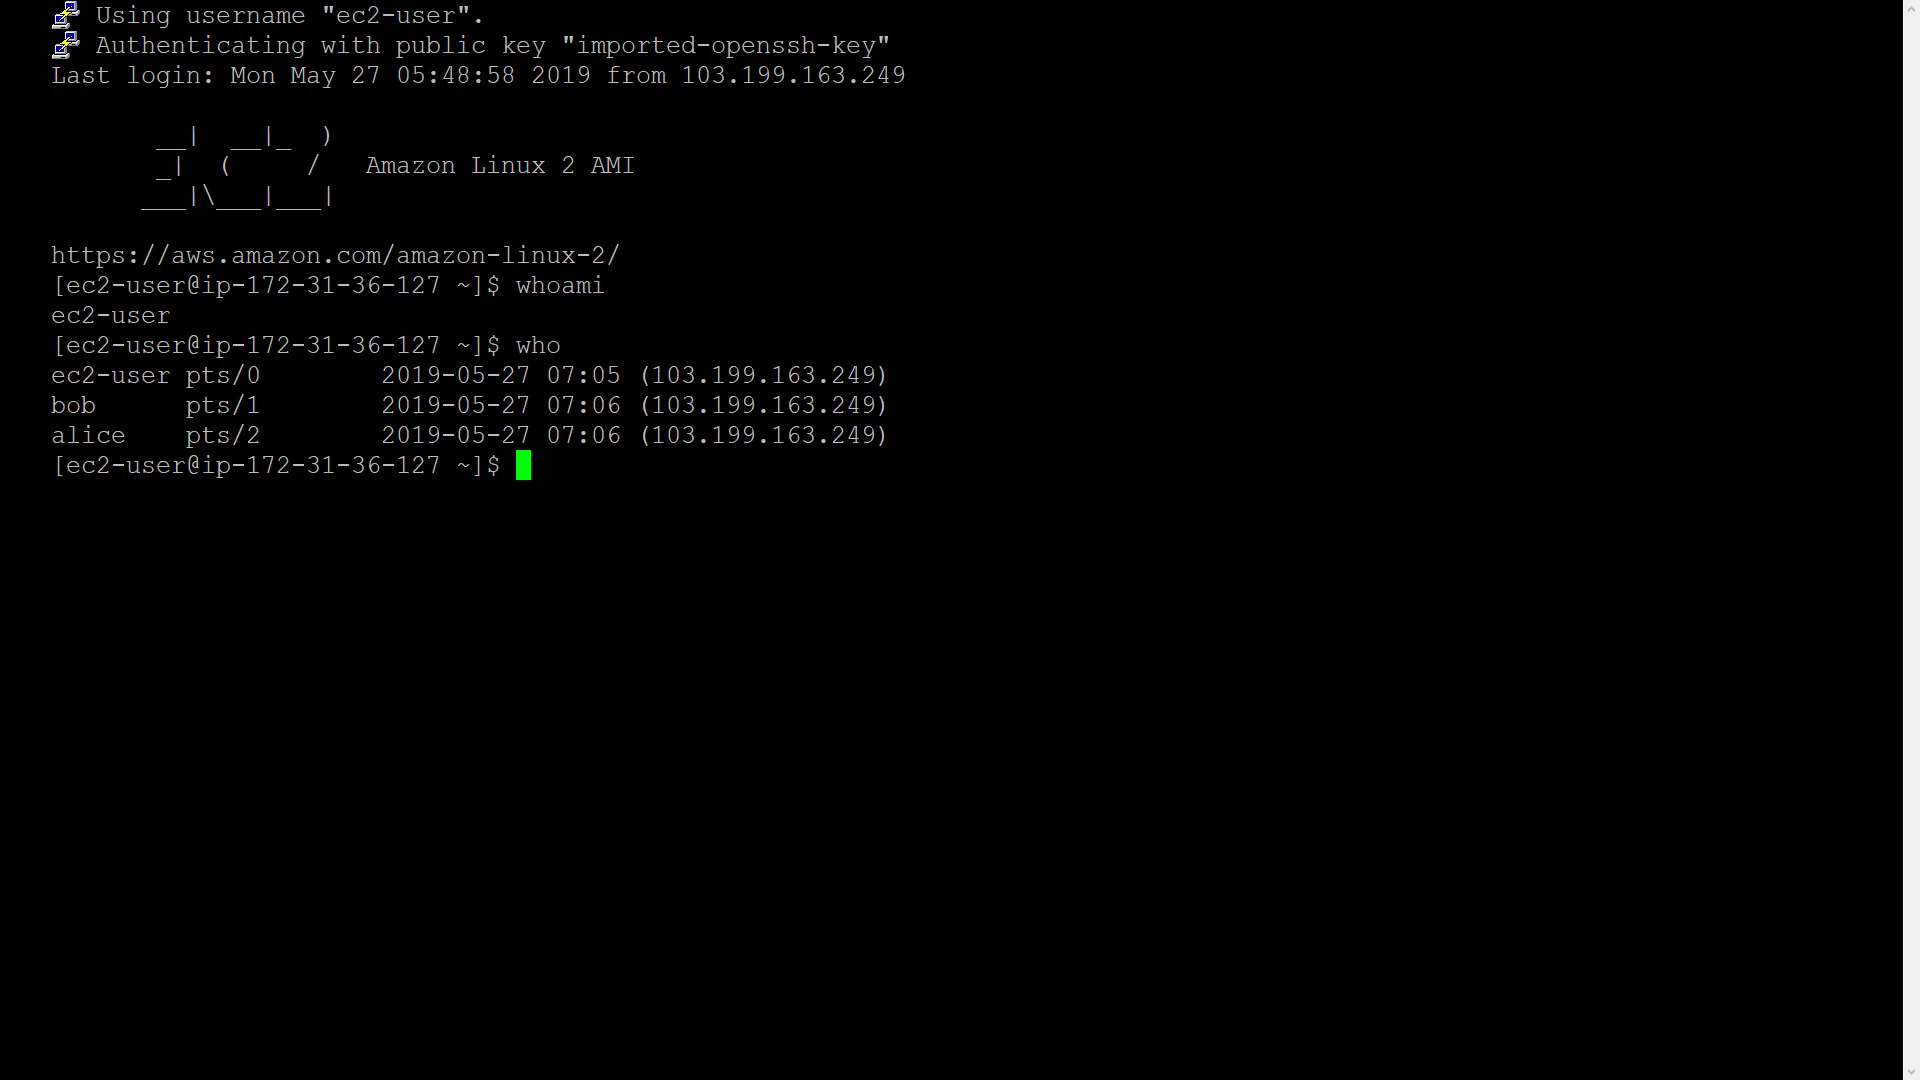 Using username "ec2-user".
Authenticating with public key "imported-openssh-key"
Last login: Mon May 27 05:48:58 2019 from 103.199.163.249

       __|  __|_  )
       _|  (     /   Amazon Linux 2 AMI
      ___|\___|___|

https://aws.amazon.com/amazon-linux-2/
[ec2-user@ip-172-31-36-127 ~]$ whoami
ec2-user
[ec2-user@ip-172-31-36-127 ~]$ who
ec2-user pts/0        2019-05-27 07:05 (103.199.163.249)
bob      pts/1        2019-05-27 07:06 (103.199.163.249)
alice    pts/2        2019-05-27 07:06 (103.199.163.249)
[ec2-user@ip-172-31-36-127 ~]$